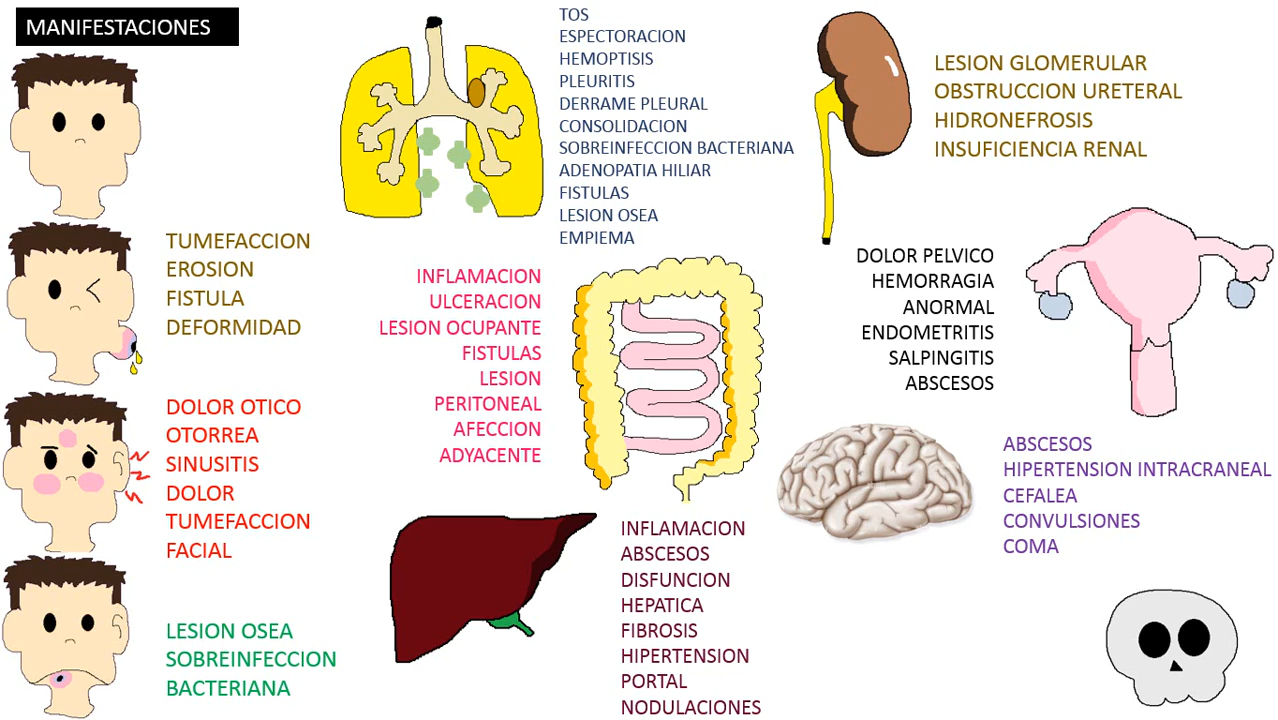 MANIFESTACIONES
TUMEFACCION
EROSION
FISTULA
DEFORMIDAD
DOLOR OTICO
OTORREA
SINUSITIS
DOLOR
TUMEFACCION
FACIAL
LESION OSEA
SOBREINFECCION
BACTERIANA
TOS
ESPECTORACION
HEMOPTISIS
PLEURITIS
DERRAME PLEURAL
CONSOLIDACION
SOBREINFECCION BACTERIANA
ADENOPATIA HILIAR
FISTULAS
LESION OSEA
EMPIEMA
INFLAMACION
ULCERACION
LESION OCUPANTE
FISTULAS
LESION
PERITONEAL
AFECCION
ADYACENTE
INFLAMACION
ABSCESOS
DISFUNCION
HEPATICA
FIBROSIS
HIPERTENSION
PORTAL
NODULACIONES
LESION GLOMERULAR
OBSTRUCCION URETERAL
HIDRONEFROSIS
INSUFICIENCIA RENAL
DOLOR PELVICO
HEMORRAGIA
ANORMAL
ENDOMETRITIS
SALPINGITIS
ABSCESOS
ABSCESOS
HIPERTENSION INTRACRANEAL
CEFALEA
CONVULSIONES
COMA